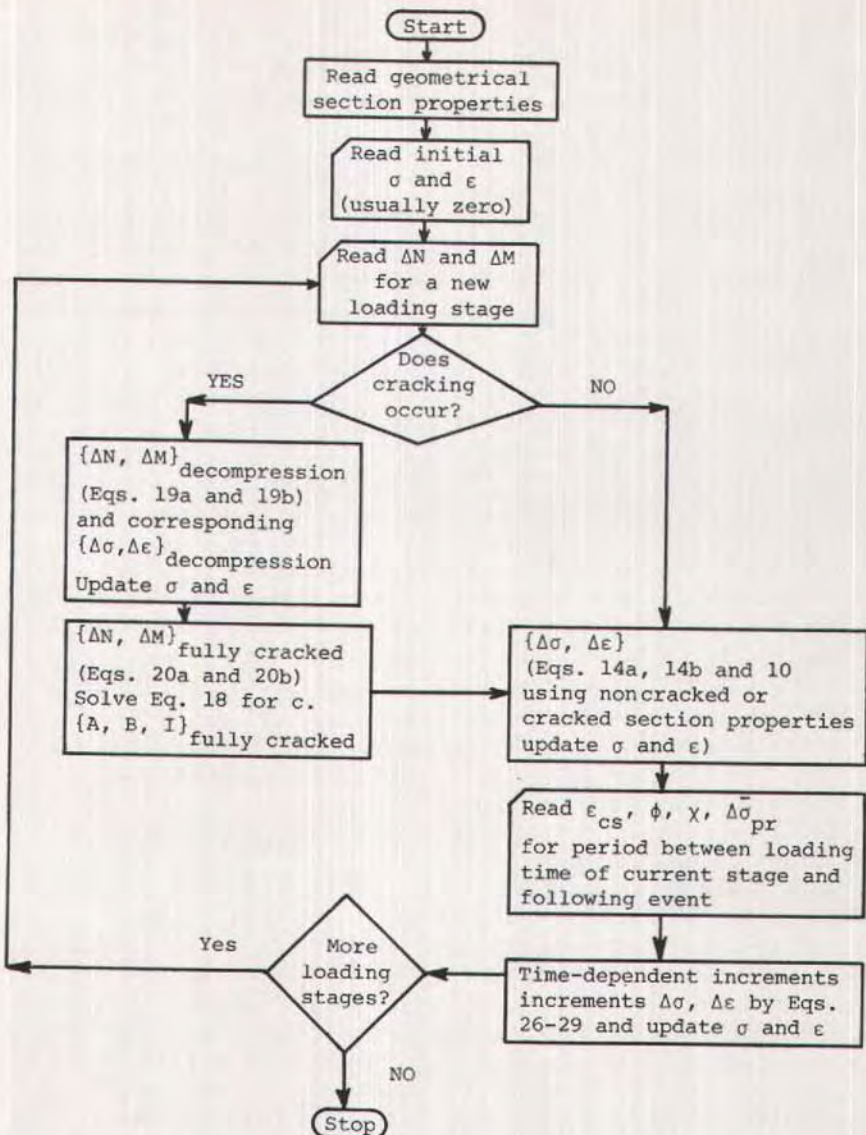 Start
Read geometrical
section properties
Read initial
σ and ε
(usually zero)
Read ΔN and ΔM
for a new
loading stage
Does
cracking
occur?
YES
NO
{ΔN, ΔM}decompression
(Eqs. 19a and 19b)
and corresponding
{Δσ,Δε}decompression
Update σ and ε
{ΔN, ΔM}fully cracked
(Eqs. 20a and 20b)
Solve Eq. 18 for c.
{A, B, I}fully cracked
{Δσ, Δε}
(Eqs. 14a, 14b and 10
using noncracked or
cracked section properties
update σ and ε)
Read εcs, φ, χ, Δσ̄pr
for period between loading
time of current stage and
following event
Time-dependent increments
increments Δσ, Δε by Eqs.
26-29 and update σ and ε
More
loading
stages?
Yes
NO
Stop